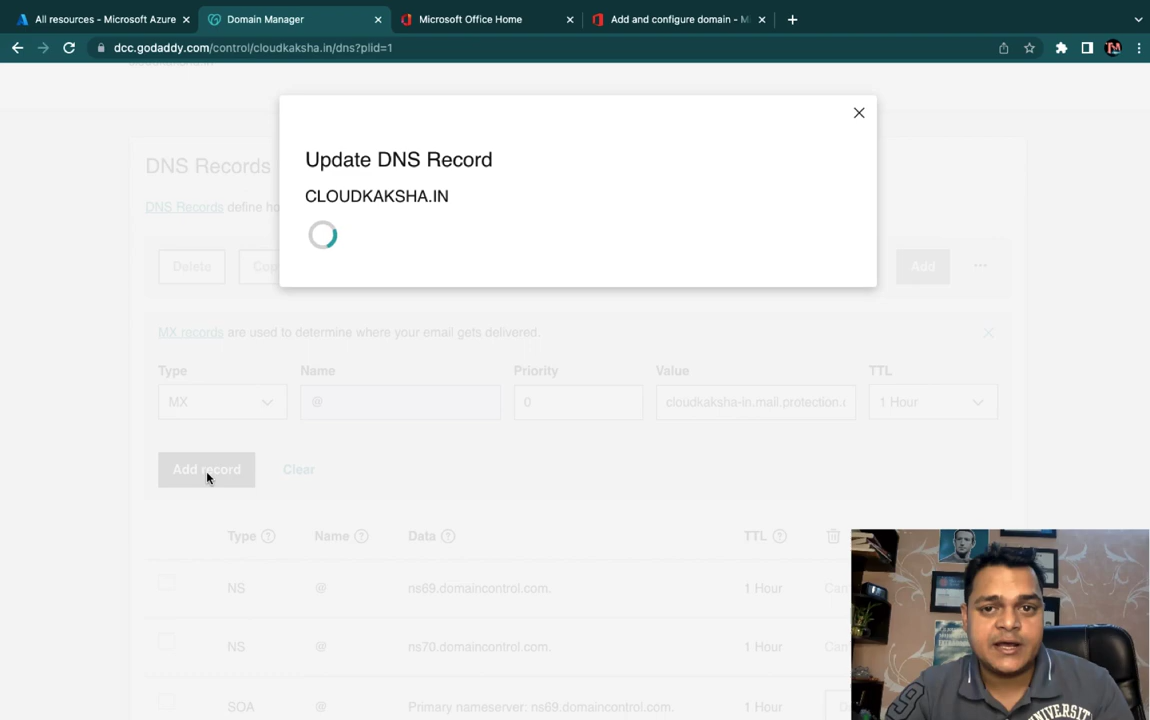 All resources - Microsoft Azure
Domain Manager
Microsoft Office Home
Add and configure domain - M
dcc.godaddy.com/control/cloudkaksha.in/dns?plid=1
cloudkaksha.in
Update DNS Record
CLOUDKAKSHA.IN
DNS Records
DNS Records define ho
Delete
Cop
Add
MX records are used to determine where your email gets delivered.
Type Name Priority Value TTL
MX @ 0 cloudkaksha-in.mail.protection.o 1 Hour
Add record Clear
Type Name Data TTL
NS @ ns69.domaincontrol.com. 1 Hour
NS @ ns70.domaincontrol.com. 1 Hour
SOA @ Primary nameserver: ns69.domaincontrol.com. 1 Hour